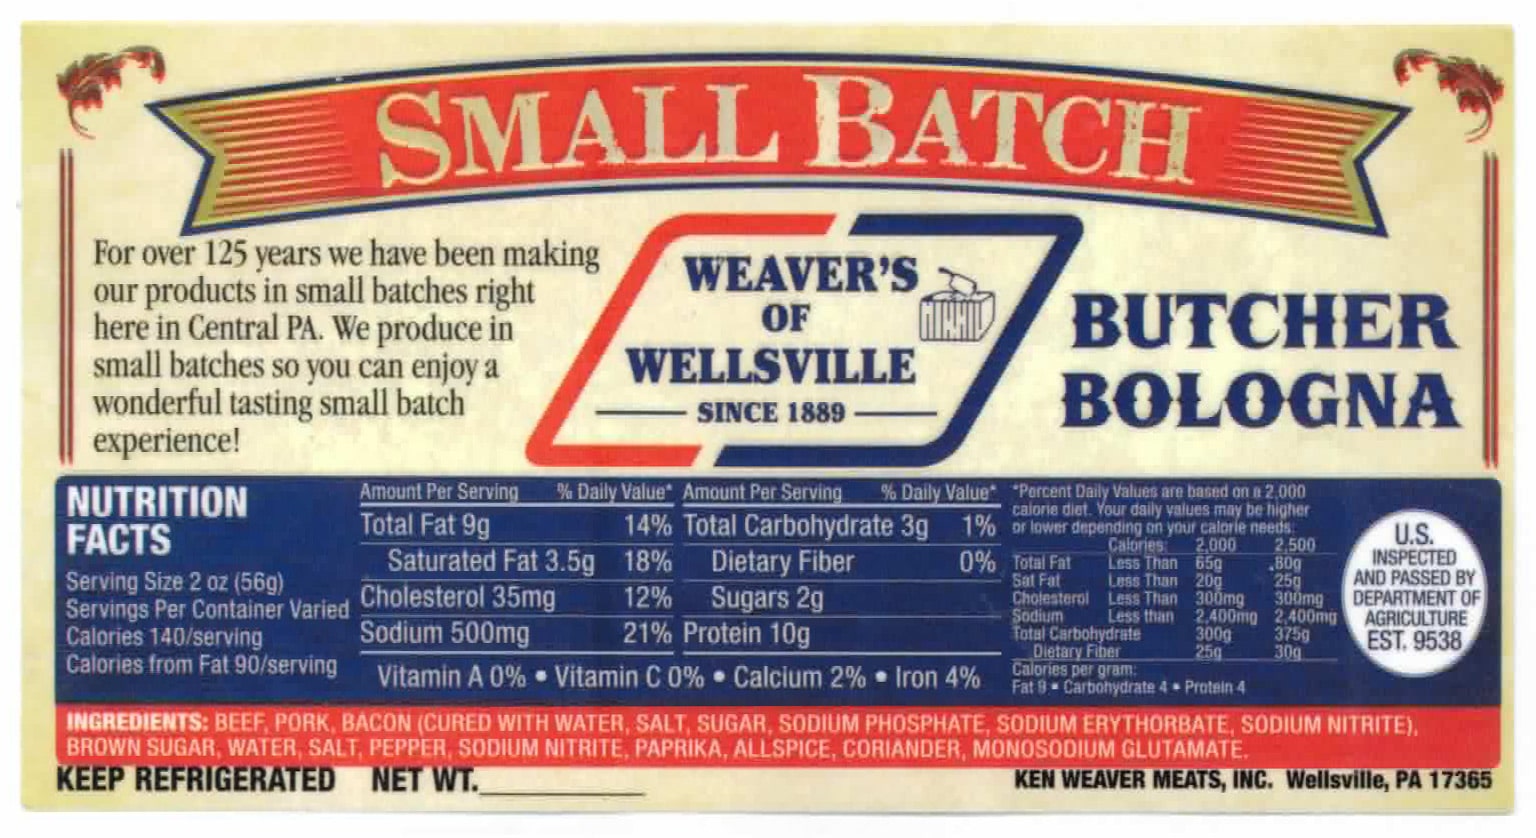 SMALL BATCH
For over 125 years we have been making
our products in small batches right
here in Central PA. We produce in
small batches so you can enjoy a
wonderful tasting small batch
experience!
WEAVER'S
OF
WELLSVILLE
SINCE 1889
BUTCHER
BOLOGNA
NUTRITION
FACTS
Serving Size 2 oz (56g)
Servings Per Container Varied
Calories 140/serving
Calories from Fat 90/serving
Amount Per Serving % Daily Value*
Total Fat 9g 14%
Saturated Fat 3.5g 18%
Cholesterol 35mg 12%
Sodium 500mg 21%
Amount Per Serving % Daily Value*
Total Carbohydrate 3g 1%
Dietary Fiber 0%
Sugars 2g
Protein 10g
Vitamin A 0% • Vitamin C 0% • Calcium 2% • Iron 4%
*Percent Daily Values are based on a 2,000
calorie diet. Your daily values may be higher
or lower depending on your calorie needs:
Calories: 2,000 2,500
Total Fat Less Than 65g 80g
Sat Fat Less Than 20g 25g
Cholesterol Less Than 300mg 300mg
Sodium Less than 2,400mg 2,400mg
Total Carbohydrate 300g 375g
Dietary Fiber 25g 30g
Calories per gram:
Fat 9 • Carbohydrate 4 • Protein 4
U.S.
INSPECTED
AND PASSED BY
DEPARTMENT OF
AGRICULTURE
EST. 9538
INGREDIENTS: BEEF, PORK, BACON (CURED WITH WATER, SALT, SUGAR, SODIUM PHOSPHATE, SODIUM ERYTHORBATE, SODIUM NITRITE),
BROWN SUGAR, WATER, SALT, PEPPER, SODIUM NITRITE, PAPRIKA, ALLSPICE, CORIANDER, MONOSODIUM GLUTAMATE.
KEEP REFRIGERATED NET WT.__________
KEN WEAVER MEATS, INC. Wellsville, PA 17365